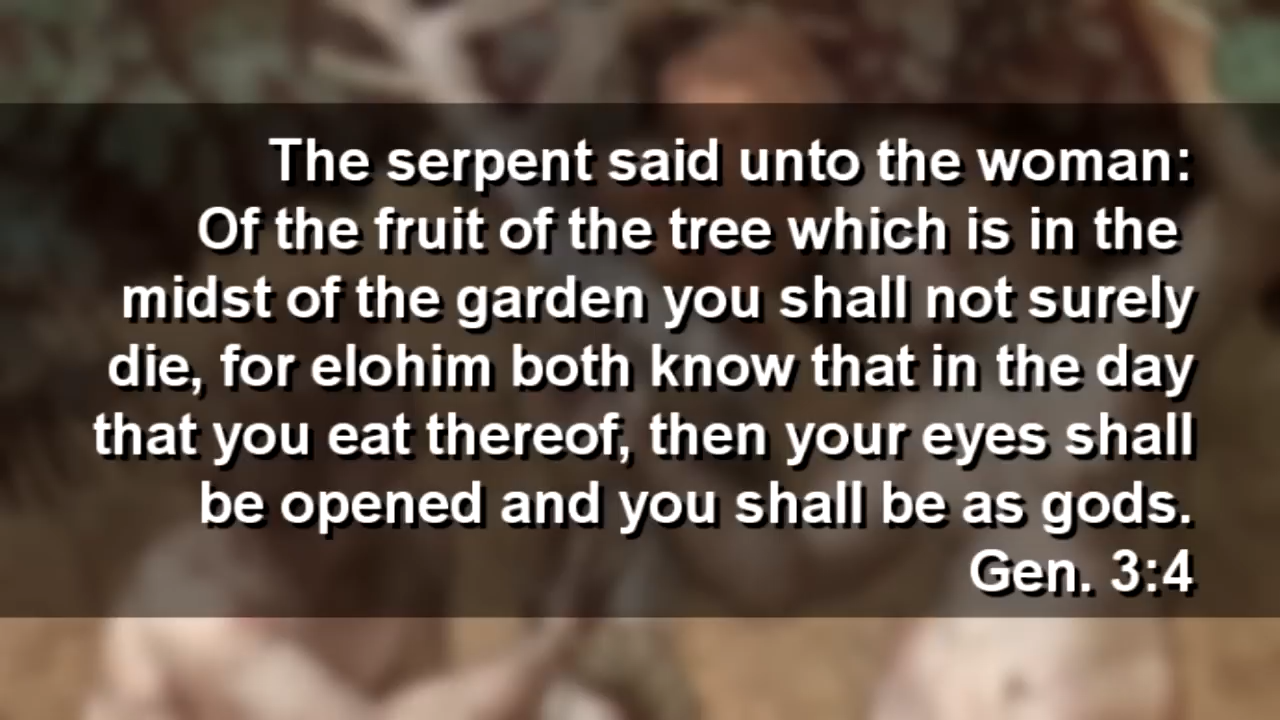 The serpent said unto the woman:
Of the fruit of the tree which is in the
midst of the garden you shall not surely
die, for elohim both know that in the day
that you eat thereof, then your eyes shall
be opened and you shall be as gods.
Gen. 3:4